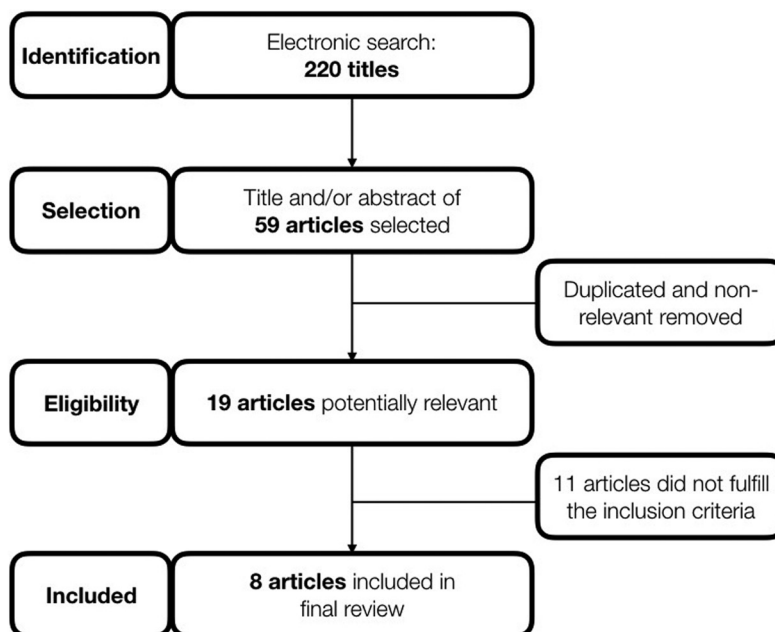 Identification
Electronic search:
220 titles
Selection
Title and/or abstract of
59 articles selected
Duplicated and non-
relevant removed
Eligibility
19 articles potentially relevant
11 articles did not fulfill
the inclusion criteria
Included
8 articles included in
final review